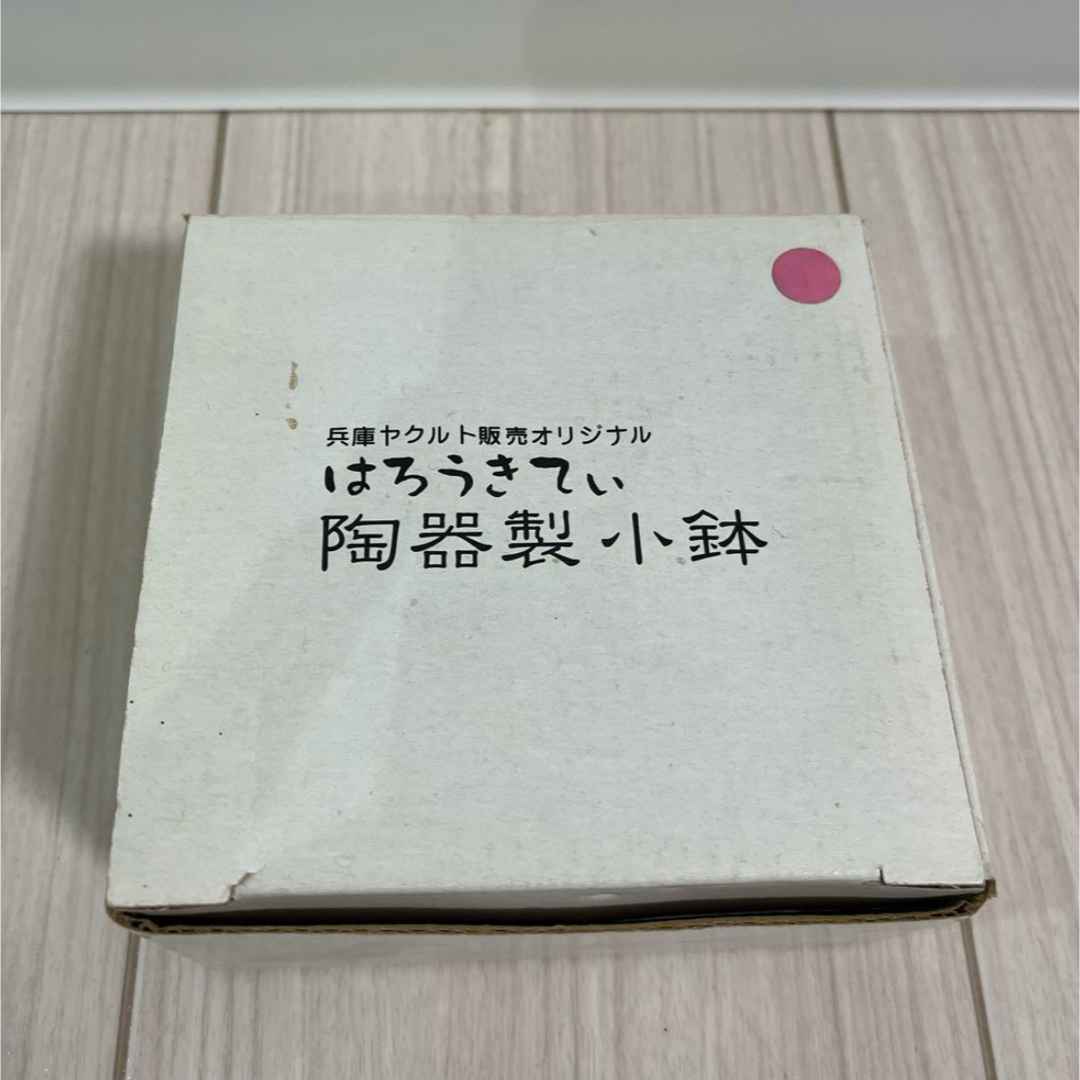 兵庫ヤクルト販売オリジナル
はろうきてぃ
陶器製小鉢